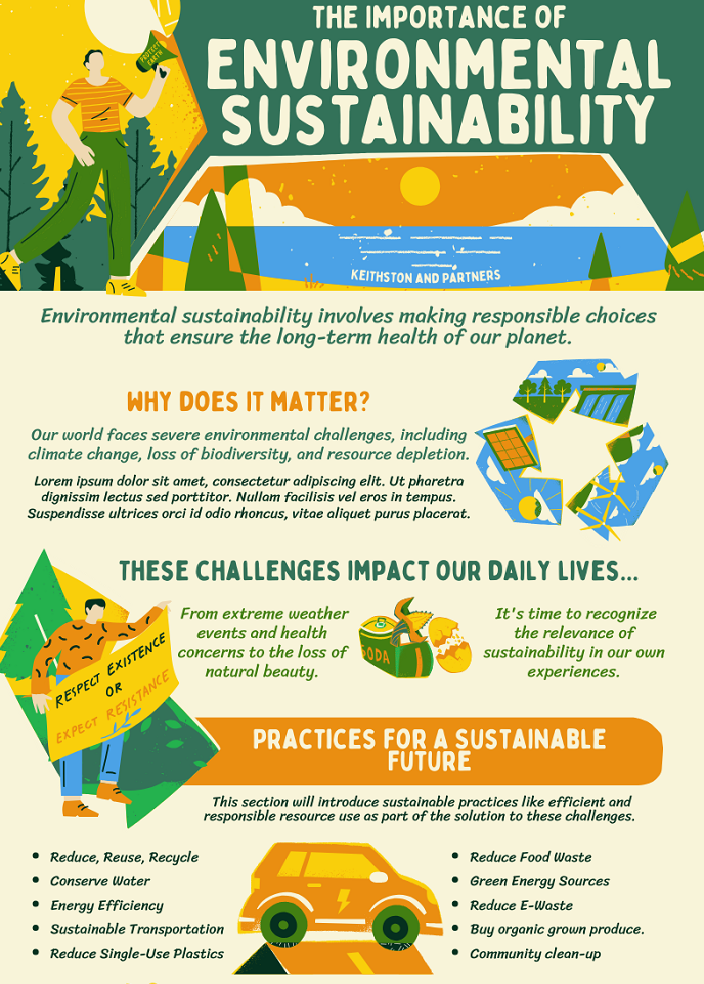 THE IMPORTANCE OF
ENVIRONMENTAL
SUSTAINABILITY
PROTECT
EARTH
KEITHSTON AND PARTNERS
Environmental sustainability involves making responsible choices
that ensure the long-term health of our planet.
WHY DOES IT MATTER?
Our world faces severe environmental challenges, including
climate change, loss of biodiversity, and resource depletion.
Lorem ipsum dolor sit amet, consectetur adipiscing elit. Ut pharetra
dignissim lectus sed porttitor. Nullam facilisis vel eros in tempus.
Suspendisse ultrices orci id odio rhoncus, vitae aliquet purus placerat.
THESE CHALLENGES IMPACT OUR DAILY LIVES...
From extreme weather
events and health
concerns to the loss of
natural beauty.
SODA
It's time to recognize
the relevance of
sustainability in our own
experiences.
RESPECT EXISTENCE
OR
EXPECT RESISTANCE
PRACTICES FOR A SUSTAINABLE
FUTURE
This section will introduce sustainable practices like efficient and
responsible resource use as part of the solution to these challenges.
• Reduce, Reuse, Recycle
• Conserve Water
• Energy Efficiency
• Sustainable Transportation
• Reduce Single-Use Plastics
• Reduce Food Waste
• Green Energy Sources
• Reduce E-Waste
• Buy organic grown produce.
• Community clean-up